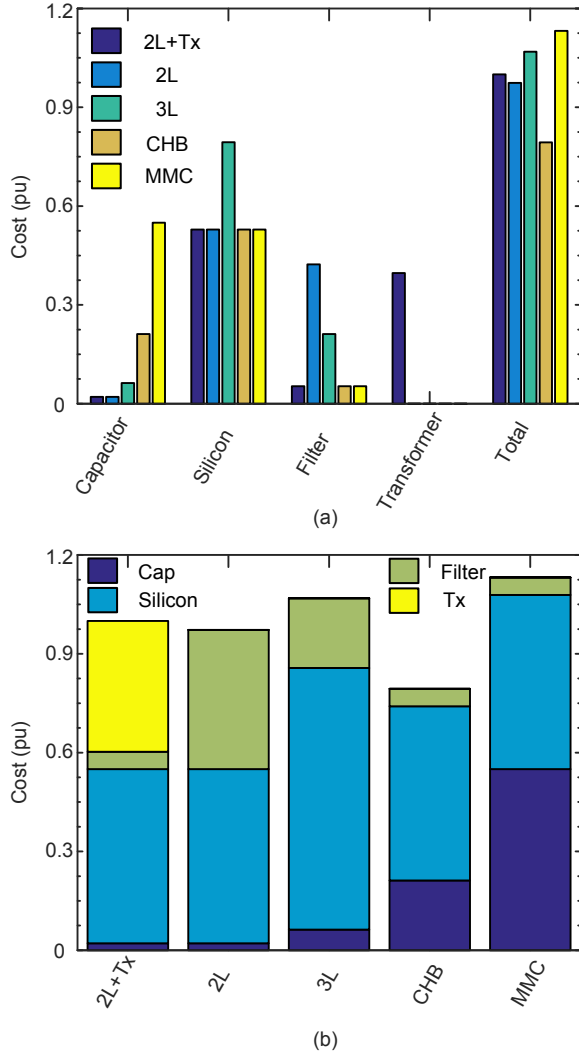 1.2
0.9
0.6
0.3
0
Cost (pu)
2L+Tx
2L
3L
CHB
MMC
Capacitor
Silicon
Filter
Transformer
Total
(a)
1.2
0.9
0.6
0.3
0
Cost (pu)
Cap
Silicon
Filter
Tx
2L+Tx
2L
3L
CHB
MMC
(b)